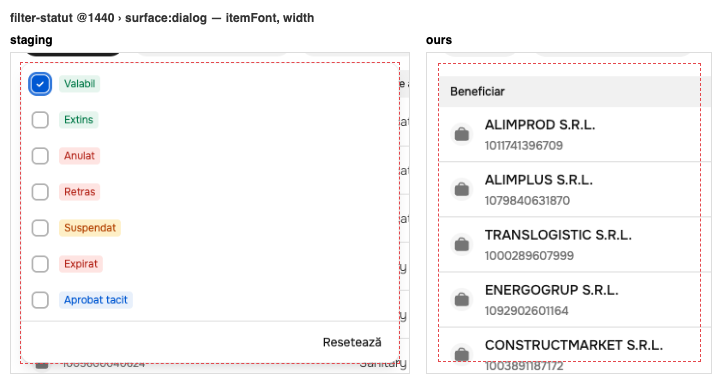 filter-statut @1440 › surface:dialog — itemFont, width
staging
Valabil
Extins
Anulat
Retras
Suspendat
Expirat
Aprobat tacit
Resetează
ours
Beneficiar
ALIMPROD S.R.L.
1011741396709
ALIMPLUS S.R.L.
1079840631870
TRANSLOGISTIC S.R.L.
1000289607999
ENERGOGRUP S.R.L.
1092902601164
CONSTRUCTMARKET S.R.L.
1003891187172